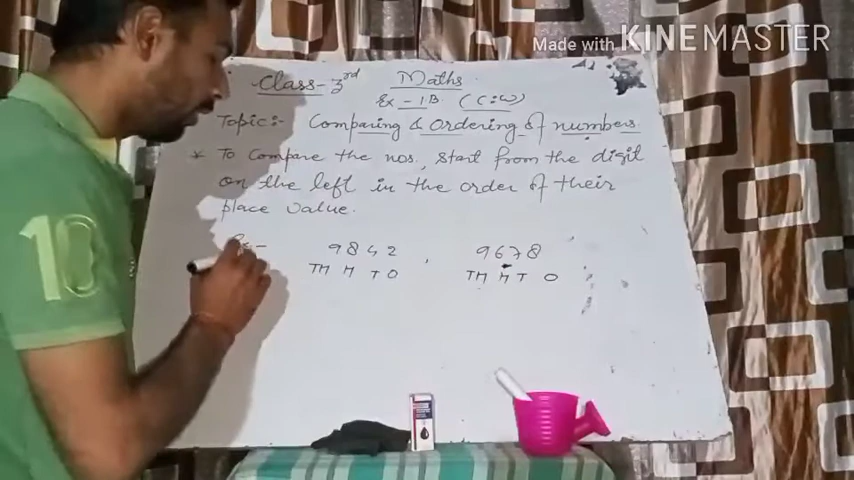 Made with KINEMASTER
Class-3rd Maths
Ex-1B (C.W)
Topic:- Comparing & Ordering of numbers.
* To Compare the nos., start from the digit
on the left in the order of their
place value.
9842 , 9678
TH H T O TH H T O
18